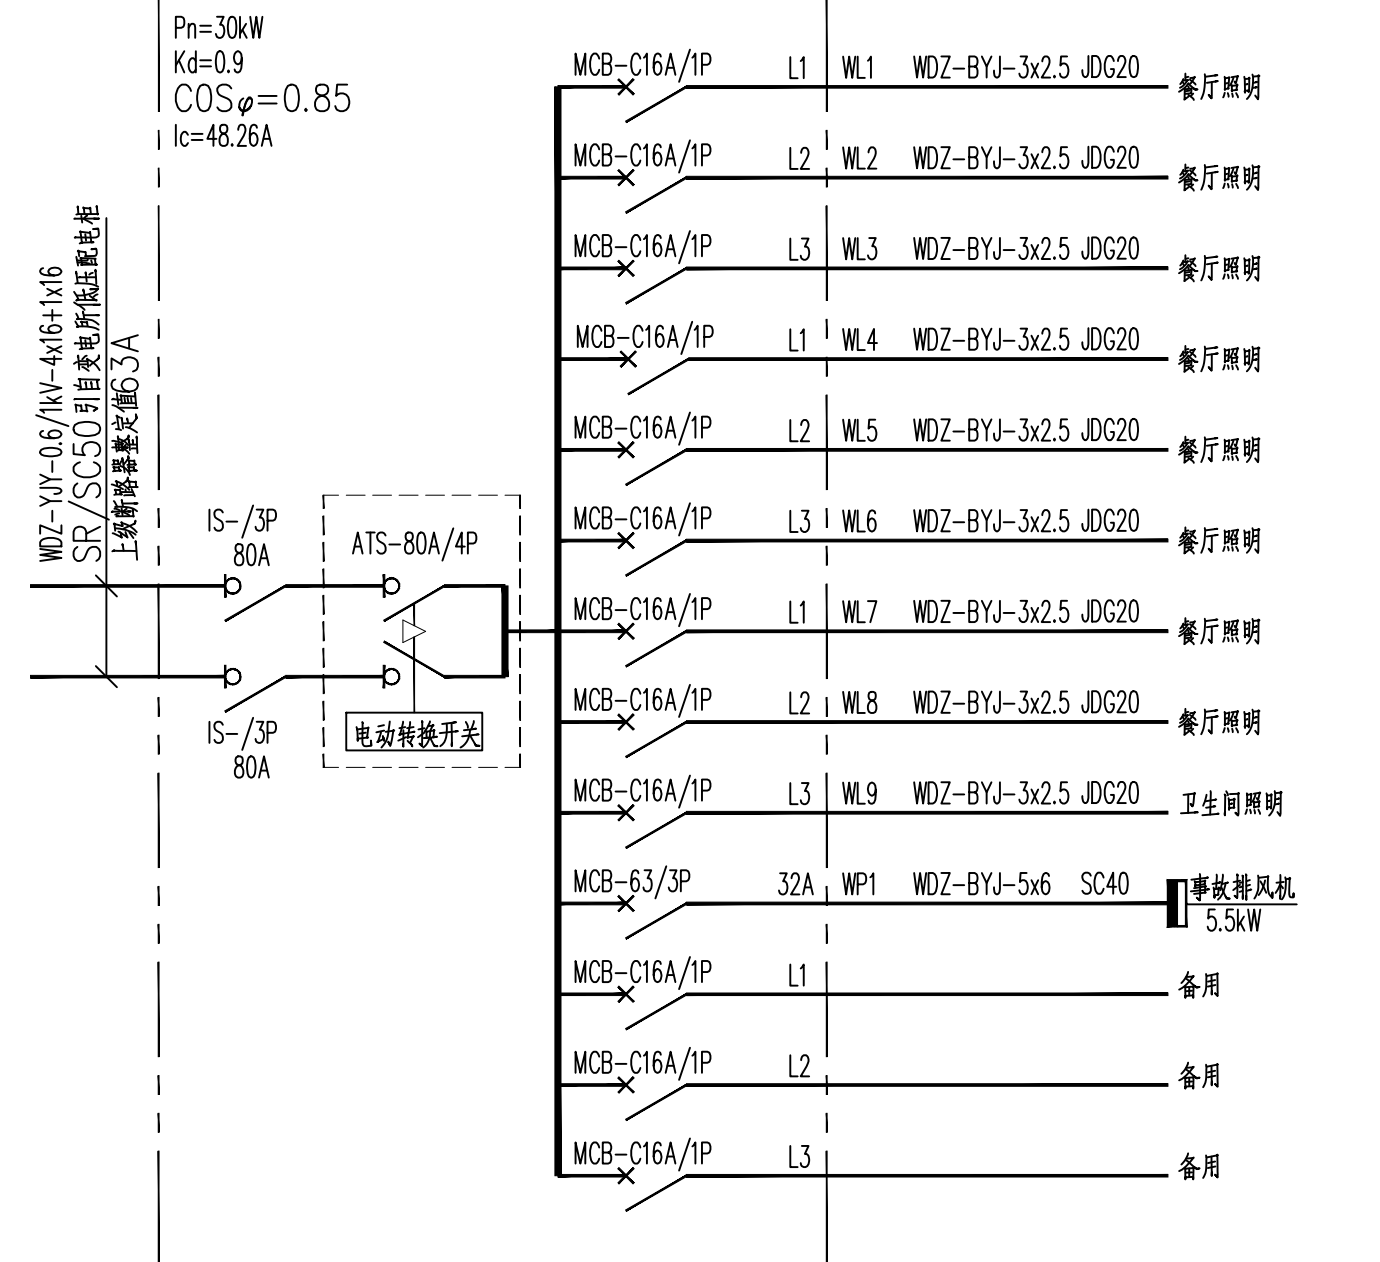 Pn=30kW
Kd=0.9
COSφ=0.85
Ic=48.26A
WDZ-YJY-0.6/1kV-4x16+1x16
SR/SC50引自变电所低压配电柜
上级断路器整定值63A
IS-/3P
80A
ATS-80A/4P
电动转换开关
IS-/3P
80A
MCB-C16A/1P L1 WL1 WDZ-BYJ-3x2.5 JDG20 餐厅照明
MCB-C16A/1P L2 WL2 WDZ-BYJ-3x2.5 JDG20 餐厅照明
MCB-C16A/1P L3 WL3 WDZ-BYJ-3x2.5 JDG20 餐厅照明
MCB-C16A/1P L1 WL4 WDZ-BYJ-3x2.5 JDG20 餐厅照明
MCB-C16A/1P L2 WL5 WDZ-BYJ-3x2.5 JDG20 餐厅照明
MCB-C16A/1P L3 WL6 WDZ-BYJ-3x2.5 JDG20 餐厅照明
MCB-C16A/1P L1 WL7 WDZ-BYJ-3x2.5 JDG20 餐厅照明
MCB-C16A/1P L2 WL8 WDZ-BYJ-3x2.5 JDG20 餐厅照明
MCB-C16A/1P L3 WL9 WDZ-BYJ-3x2.5 JDG20 卫生间照明
MCB-63/3P 32A WP1 WDZ-BYJ-5x6 SC40 事故排风机
5.5kW
MCB-C16A/1P L1 备用
MCB-C16A/1P L2 备用
MCB-C16A/1P L3 备用